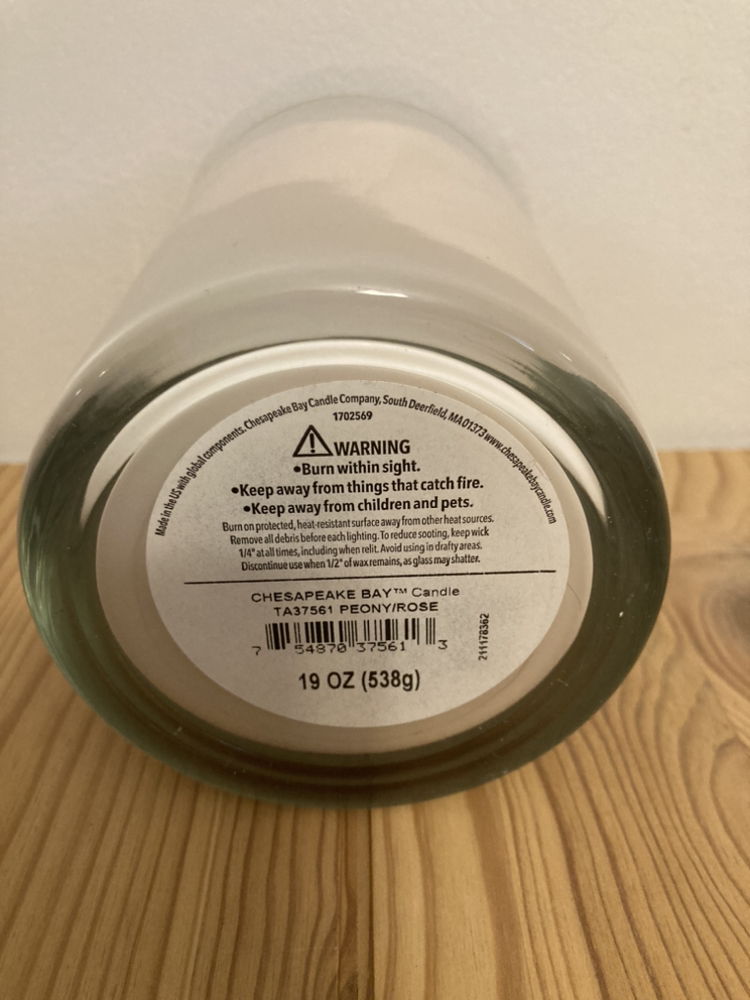 Made in the US with global components. Chesapeake Bay Candle Company, South Deerfield, MA 01373 www.chesapeakebaycandle.com
1702569
WARNING
•Burn within sight.
•Keep away from things that catch fire.
•Keep away from children and pets.
Burn on protected, heat-resistant surface away from other heat sources.
Remove all debris before each lighting. To reduce sooting, keep wick
1/4" at all times, including when relit. Avoid using in drafty areas.
Discontinue use when 1/2" of wax remains, as glass may shatter.
CHESAPEAKE BAY™ Candle
TA37561 PEONY/ROSE
7 54870 37561 3
211178362
19 OZ (538g)